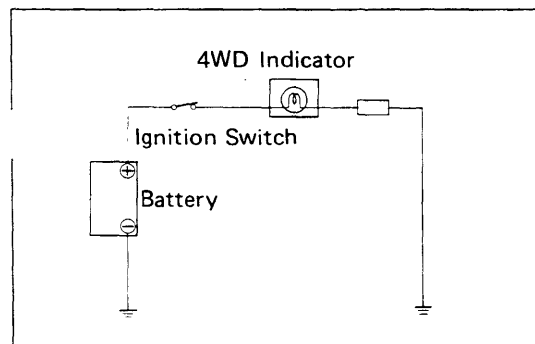 4WD Indicator
Ignition Switch
+
Battery
−